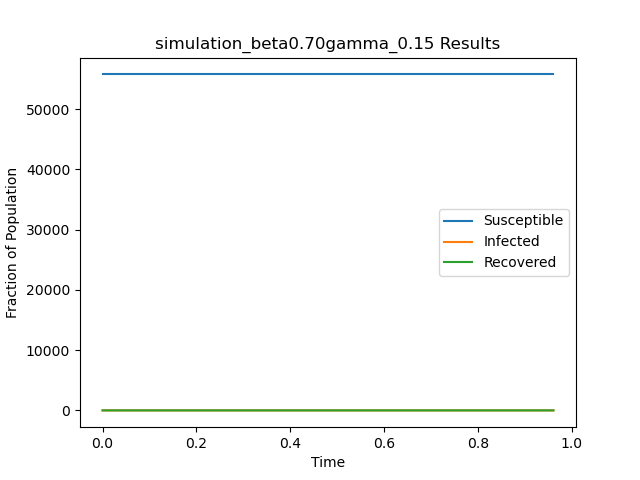 simulation_beta0.70gamma_0.15 Results
Fraction of Population
50000
40000
30000
20000
10000
0
Susceptible
Infected
Recovered
0.0 0.2 0.4 0.6 0.8 1.0
Time